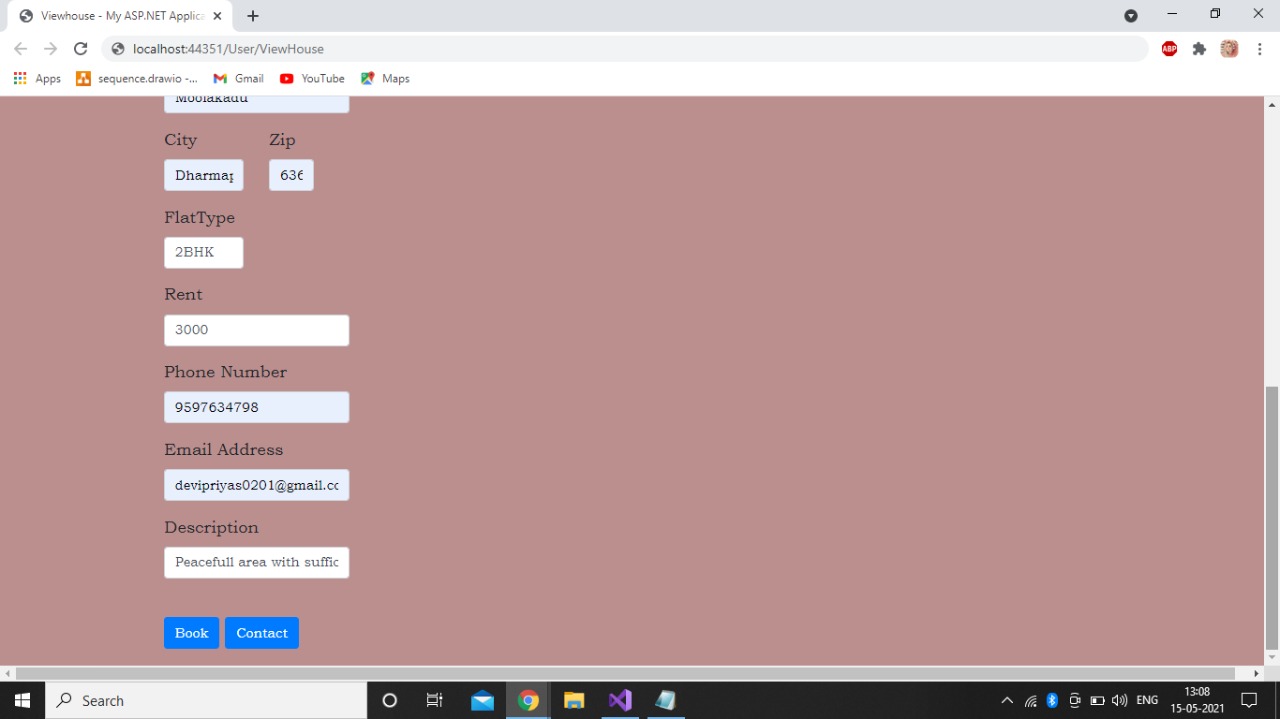 Viewhouse - My ASP.NET Applica
localhost:44351/User/ViewHouse
ABP
Apps sequence.drawio -... Gmail YouTube Maps
Moolakadu
City Zip
Dharmap 636
FlatType
2BHK
Rent
3000
Phone Number
9597634798
Email Address
devipriyas0201@gmail.co
Description
Peacefull area with suffic
Book Contact
Search
ENG
13:08
15-05-2021